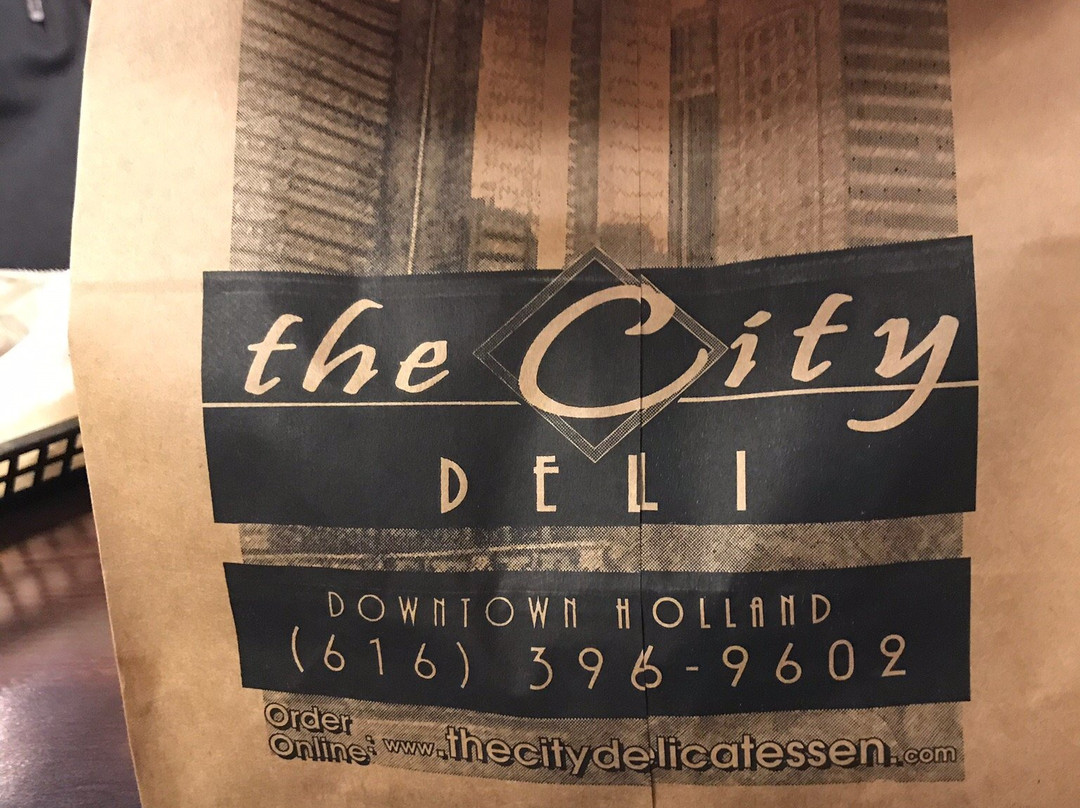 the City
DELI
DOWNTOWN HOLLAND
(616) 396-9602
Order
Online: www.thecitydelicatessen.com